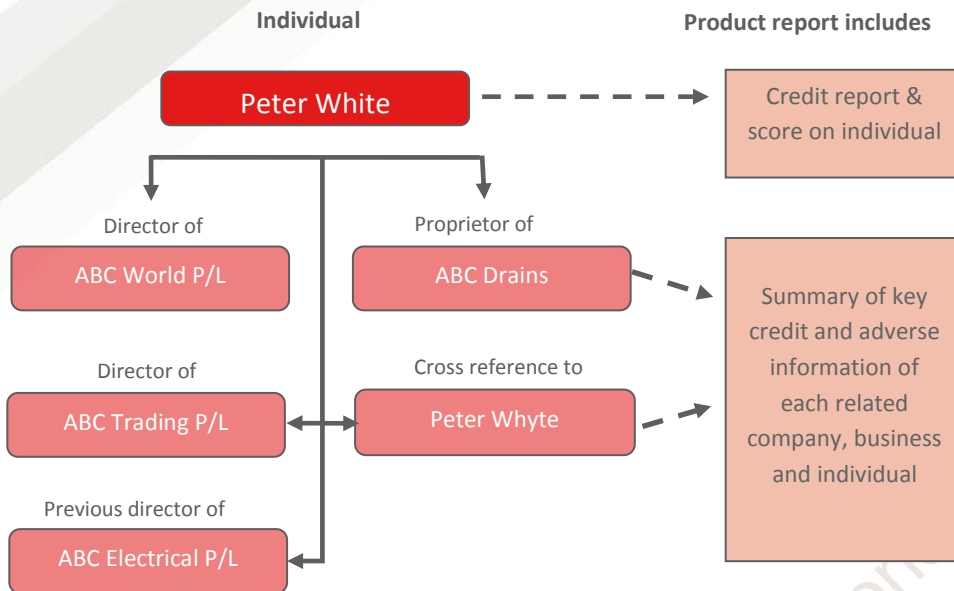 Individual
Product report includes
Peter White
Credit report &
score on individual
Director of
ABC World P/L
Proprietor of
ABC Drains
Director of
ABC Trading P/L
Cross reference to
Peter Whyte
Previous director of
ABC Electrical P/L
Summary of key
credit and adverse
information of
each related
company, business
and individual